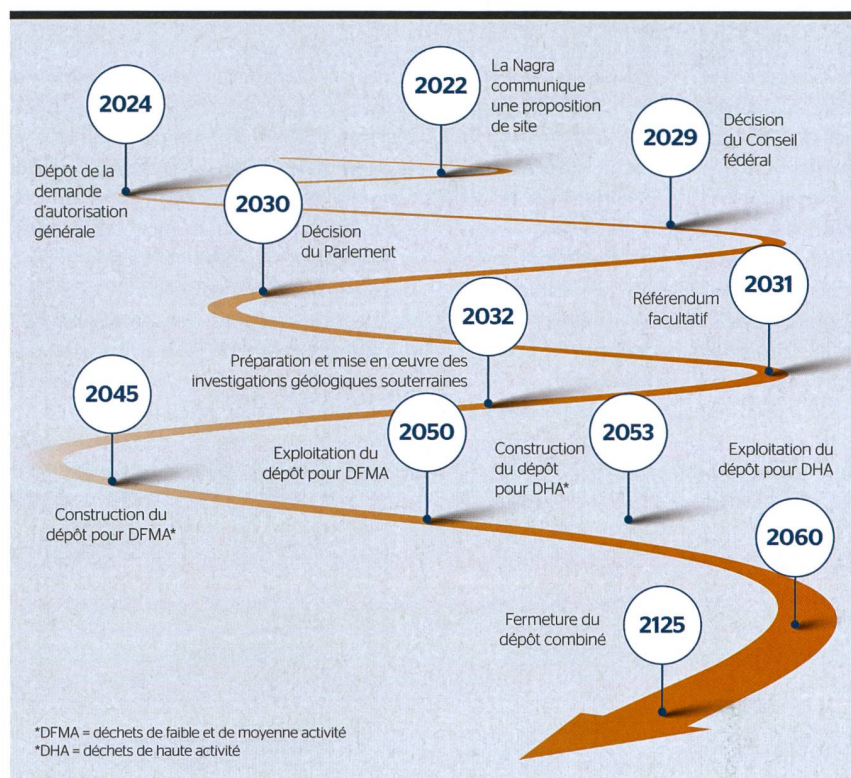 2022
La Nagra
communique
une proposition
de site
2024
Dépôt de la
demande
d'autorisation
générale
2029
Décision
du Conseil
fédéral
2030
Décision
du Parlement
2031
Référendum
facultatif
2032
Préparation et mise en œuvre des
investigations géologiques souterraines
2045
Construction du
dépôt pour DFMA*
2050
Exploitation du
dépôt pour DFMA
2053
Construction
du dépôt
pour DHA*
2060
Exploitation du
dépôt pour DHA
2125
Fermeture du
dépôt combiné
*DFMA = déchets de faible et de moyenne activité
*DHA = déchets de haute activité